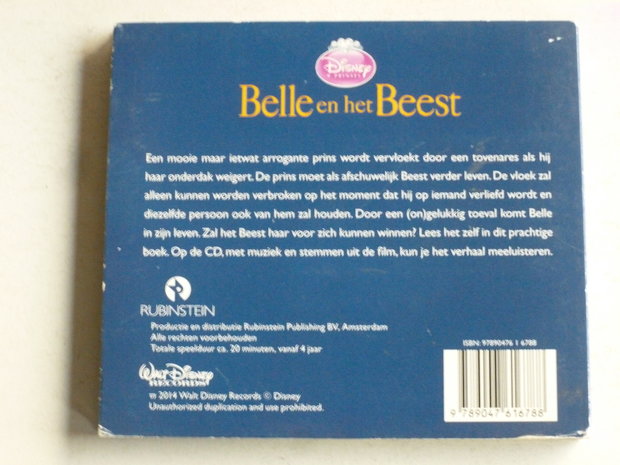 Disney
PRINSES
Belle en het Beest
Een mooie maar ietwat arrogante prins wordt vervloekt door een tovenares als hij
haar onderdak weigert. De prins moet als afschuwelijk Beest verder leven. De vloek zal
alleen kunnen worden verbroken op het moment dat hij op iemand verliefd wordt en
diezelfde persoon ook van hem zal houden. Door een (on)gelukkig toeval komt Belle
in zijn leven. Zal het Beest haar voor zich kunnen winnen? Lees het zelf in dit prachtige
boek. Op de CD, met muziek en stemmen uit de film, kun je het verhaal meeluisteren.
RUBINSTEIN
Productie en distributie Rubinstein Publishing BV, Amsterdam
Alle rechten voorbehouden
Totale speelduur ca. 20 minuten, vanaf 4 jaar
WALT DISNEY
RECORDS
℗ 2014 Walt Disney Records © Disney
Unauthorized duplication and use prohibited.
ISBN: 97890476 1 6788
9 789047 616788